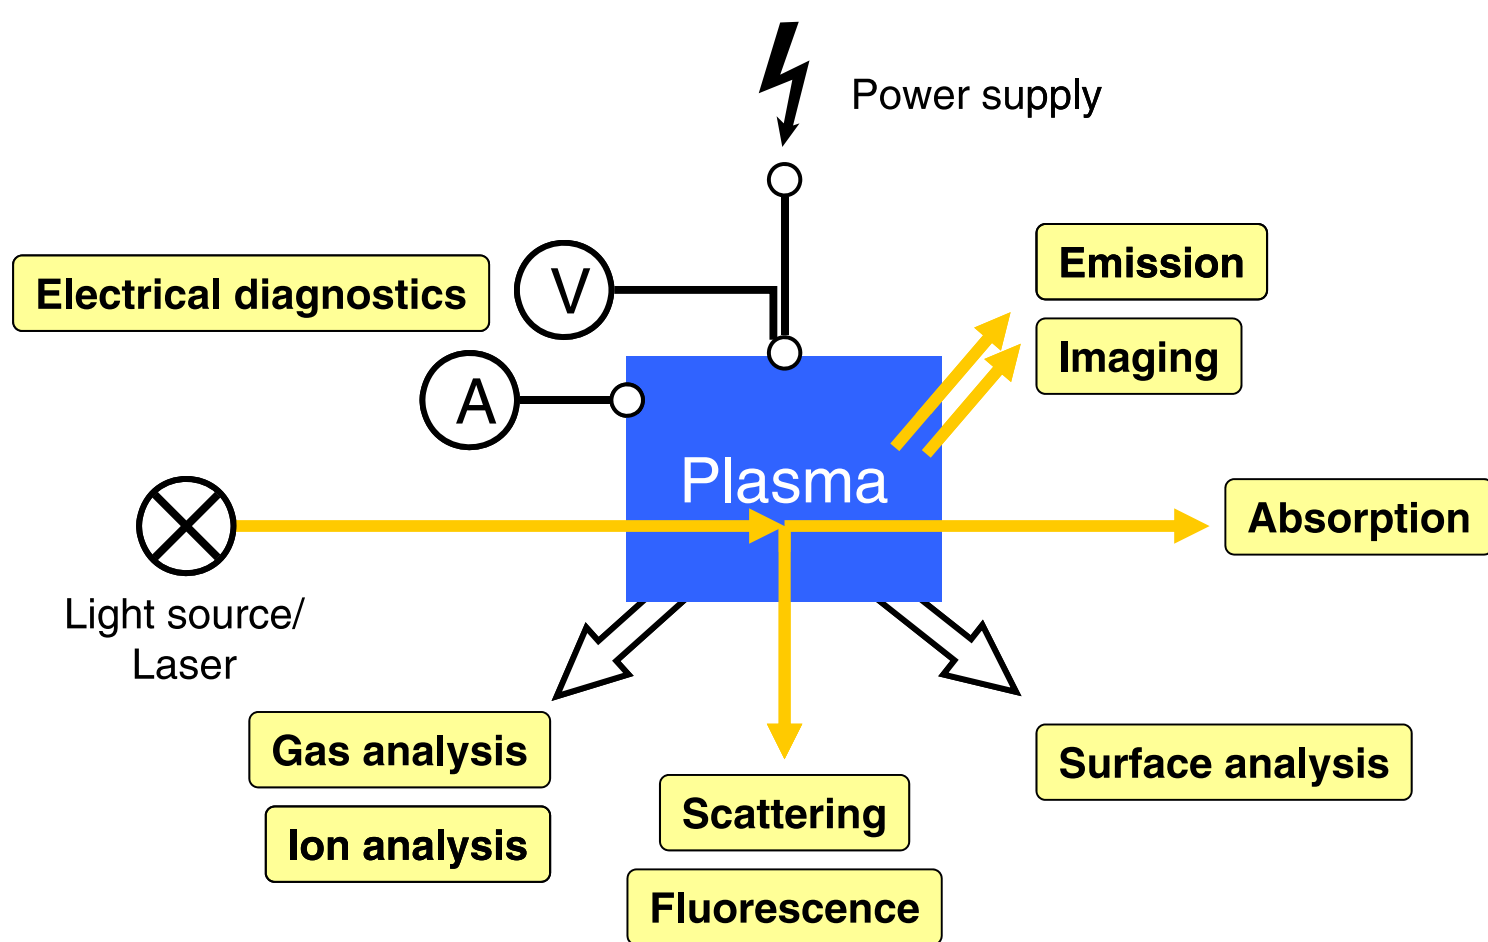 Power supply
Emission
V
Electrical diagnostics
Imaging
A
Plasma
Absorption
Light source/
Laser
Gas analysis
Surface analysis
Scattering
Ion analysis
Fluorescence